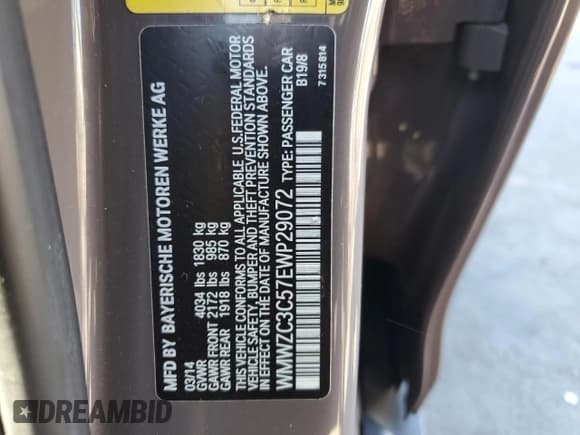 MFD BY BAYERISCHE MOTOREN WERKE AG
03/14
GVWR 4034 lbs 1830 kg
GAWR FRONT 2172 lbs 985 kg
GAWR REAR 1918 lbs 870 kg
THIS VEHICLE CONFORMS TO ALL APPLICABLE U.S. FEDERAL MOTOR
VEHICLE SAFETY, BUMPER AND THEFT PREVENTION STANDARDS
IN EFFECT ON THE DATE OF MANUFACTURE SHOWN ABOVE.
WMWZC3C57EWP29072 TYPE: PASSENGER CAR
B19/8
7315814
DREAMBID